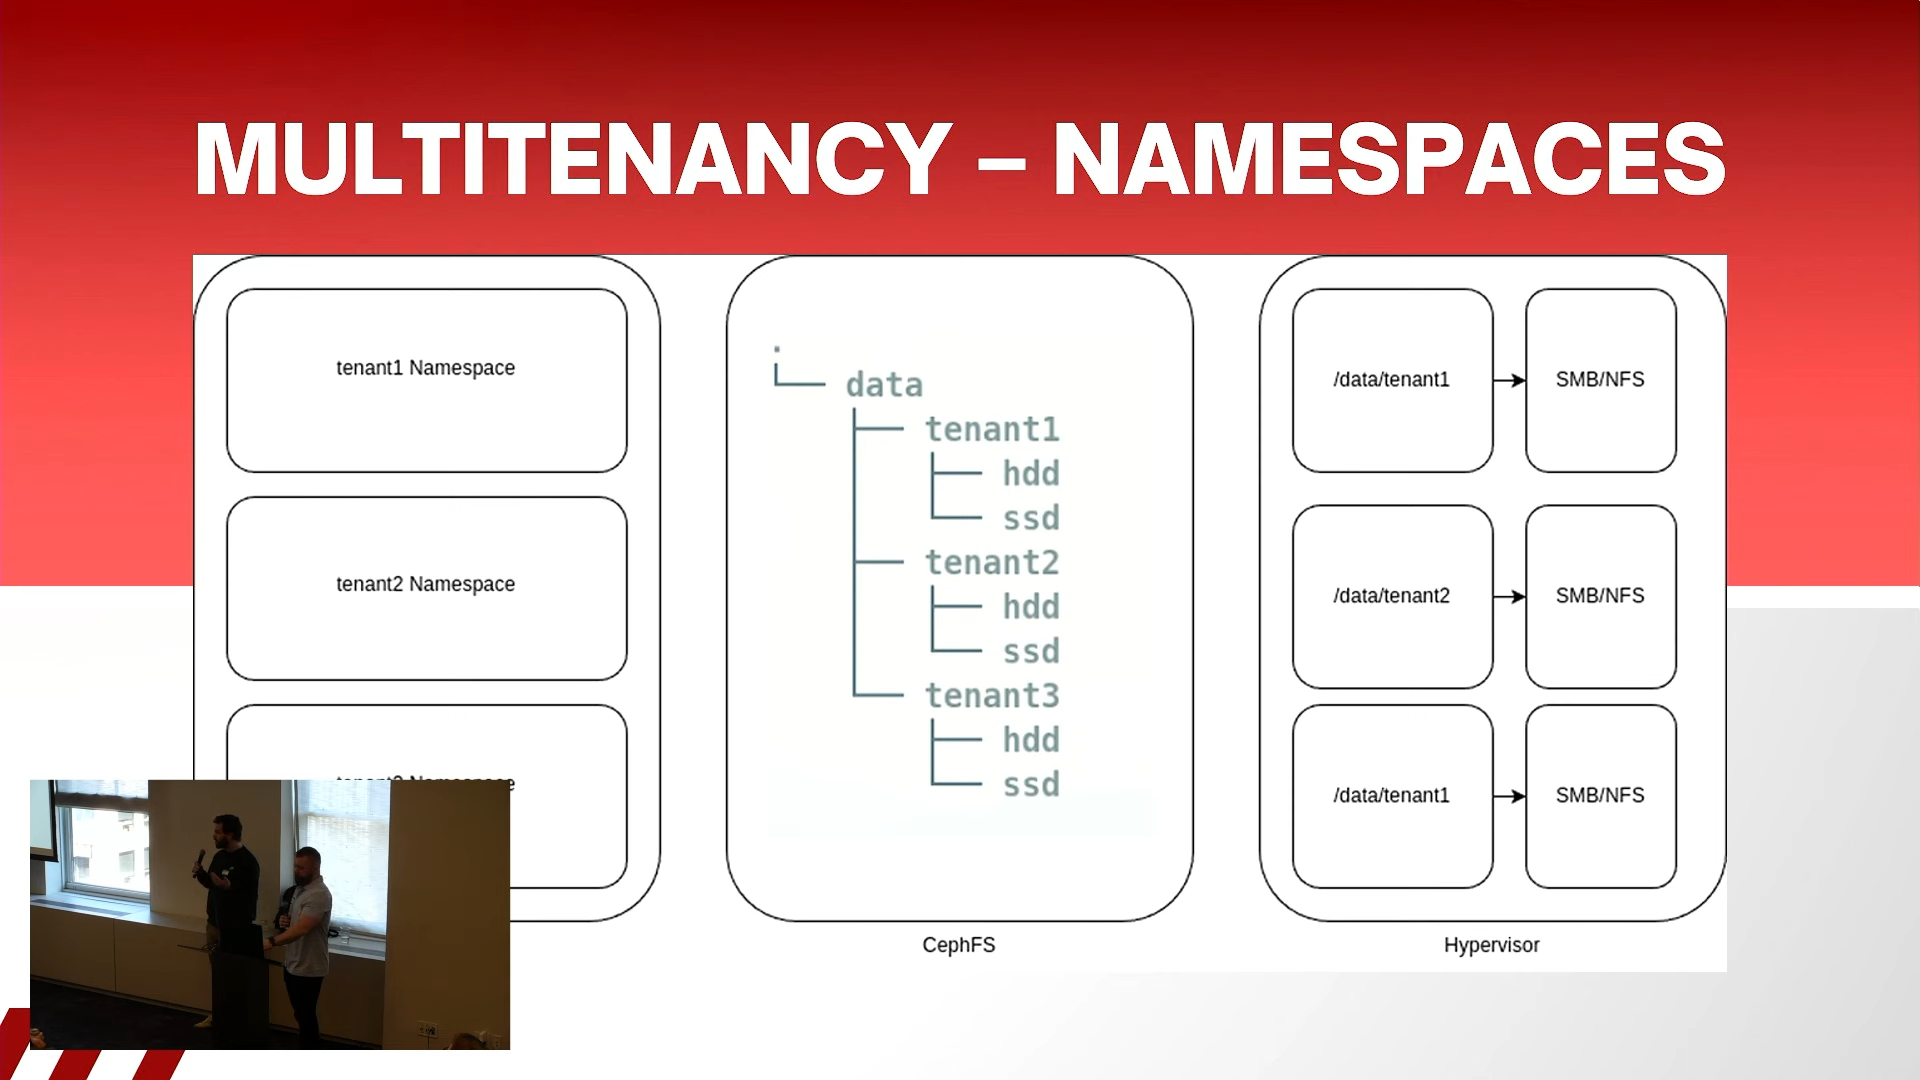 MULTITENANCY – NAMESPACES
tenant1 Namespace
tenant2 Namespace
.
data
tenant1
hdd
ssd
tenant2
hdd
ssd
tenant3
hdd
ssd
CephFS
/data/tenant1
SMB/NFS
/data/tenant2
SMB/NFS
/data/tenant1
SMB/NFS
Hypervisor